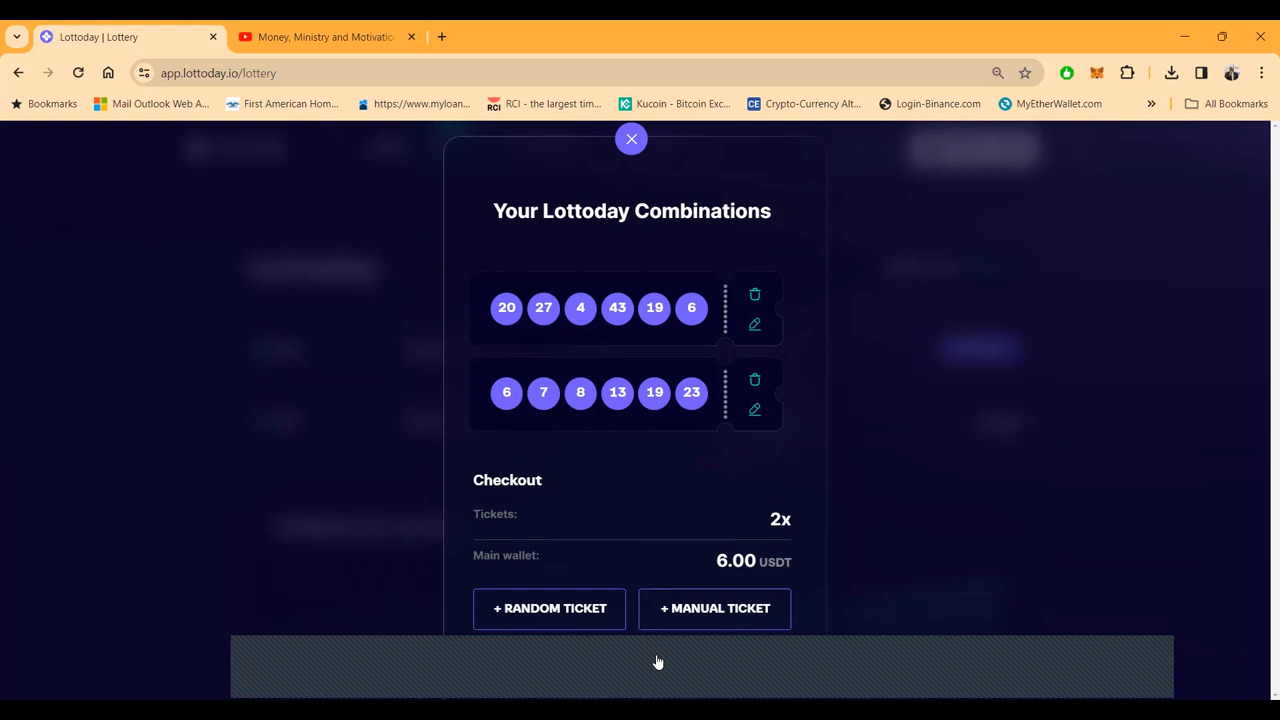 Lottoday | Lottery
Money, Ministry and Motivatio
app.lottoday.io/lottery
Bookmarks
Mail Outlook Web A...
First American Hom...
https://www.myloan...
RCI - the largest tim...
Kucoin - Bitcoin Exc...
Crypto-Currency Alt...
Login-Binance.com
MyEtherWallet.com
All Bookmarks
Your Lottoday Combinations
20 27 4 43 19 6
6 7 8 13 19 23
Checkout
Tickets: 2x
Main wallet: 6.00 USDT
+ RANDOM TICKET + MANUAL TICKET